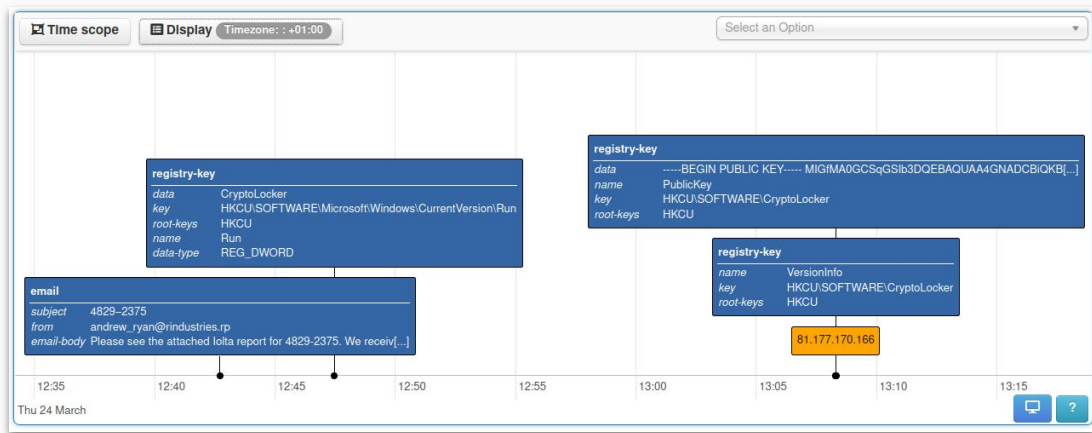 Time scope
Display Timezone: : +01:00
Select an Option
registry-key
data -----BEGIN PUBLIC KEY----- MIGfMA0GCSqGSIb3DQEBAQUAA4GNADCBiQKB[...]
name PublicKey
key HKCU\SOFTWARE\CryptoLocker
root-keys HKCU
registry-key
data CryptoLocker
key HKCU\SOFTWARE\Microsoft\Windows\CurrentVersion\Run
root-keys HKCU
name Run
data-type REG_DWORD
registry-key
name VersionInfo
key HKCU\SOFTWARE\CryptoLocker
root-keys HKCU
email
subject 4829–2375
from andrew_ryan@rindustries.rp
email-body Please see the attached Iolta report for 4829-2375. We receiv[...]
81.177.170.166
12:35 12:40 12:45 12:50 12:55 13:00 13:05 13:10 13:15
Thu 24 March
?